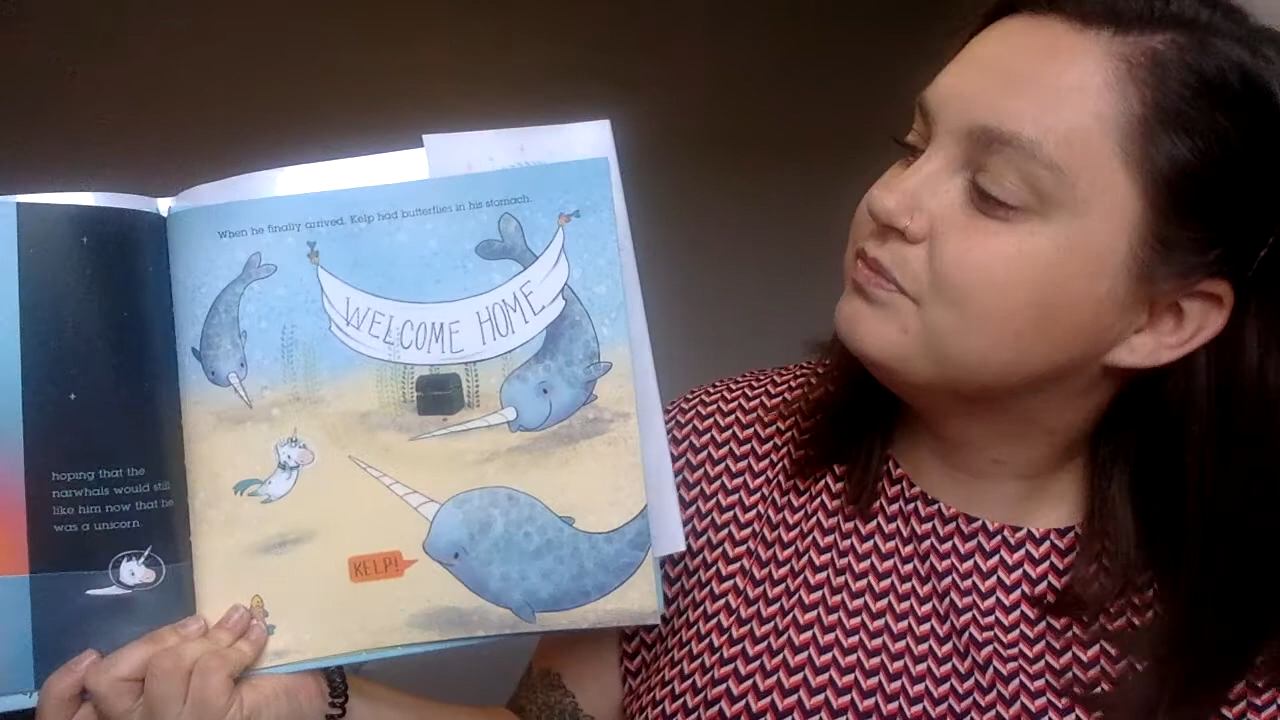 hoping that the
narwhals would still
like him now that he
was a unicorn.
When he finally arrived, Kelp had butterflies in his stomach.
WELCOME HOME
KELP!